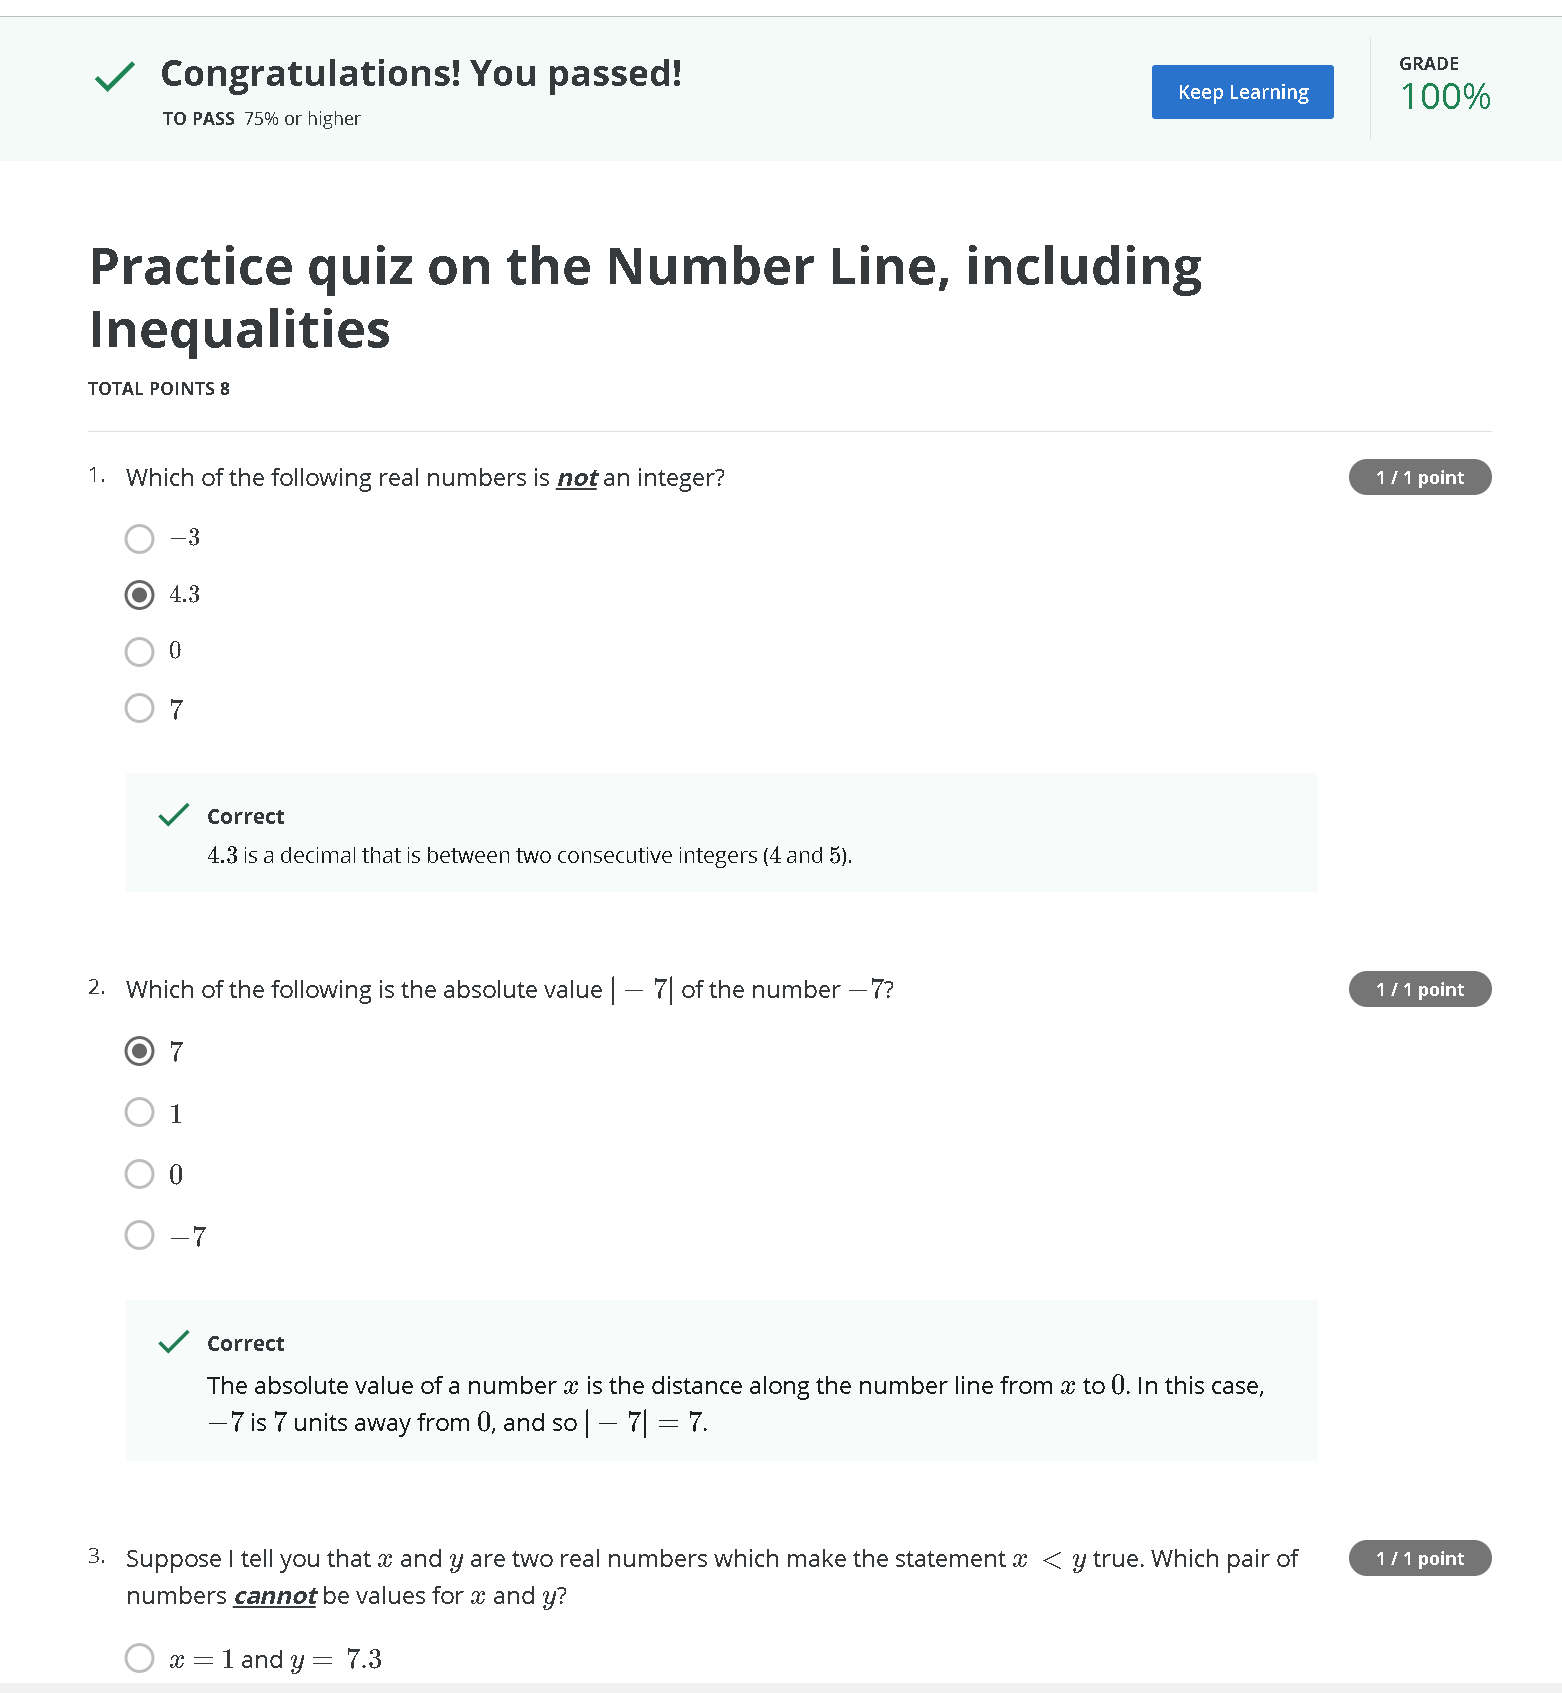 Congratulations! You passed!
TO PASS 75% or higher
Keep Learning
GRADE
100%
Practice quiz on the Number Line, including
Inequalities
TOTAL POINTS 8
1. Which of the following real numbers is not an integer?
1 / 1 point
−3
4.3
0
7
Correct
4.3 is a decimal that is between two consecutive integers (4 and 5).
2. Which of the following is the absolute value | − 7| of the number −7?
1 / 1 point
7
1
0
−7
Correct
The absolute value of a number x is the distance along the number line from x to 0. In this case,
−7 is 7 units away from 0, and so | − 7| = 7.
3. Suppose I tell you that x and y are two real numbers which make the statement x < y true. Which pair of
numbers cannot be values for x and y?
1 / 1 point
x = 1 and y = 7.3